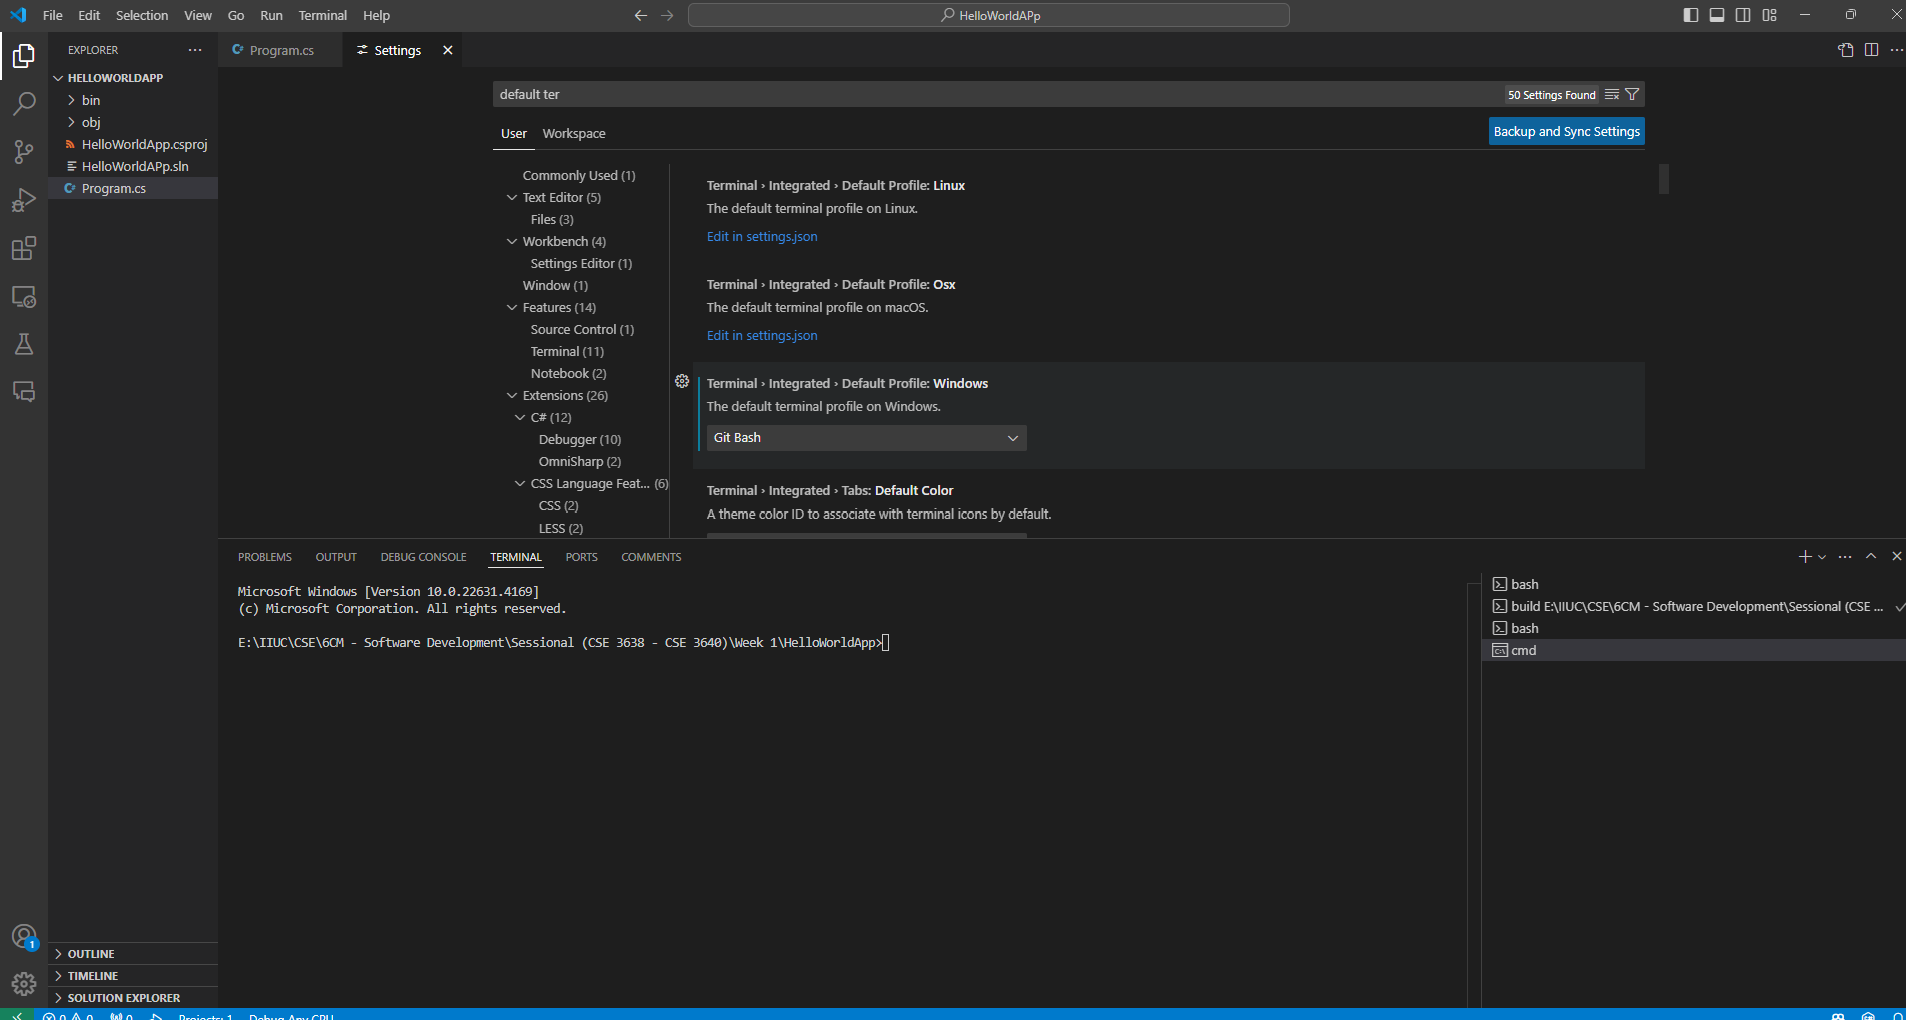 File Edit Selection View Go Run Terminal Help
HelloWorldAPp
EXPLORER
Program.cs
Settings
HELLOWORLDAPP
bin
obj
HelloWorldApp.csproj
HelloWorldAPp.sln
Program.cs
default ter
50 Settings Found
User Workspace
Backup and Sync Settings
Commonly Used (1)
Text Editor (5)
Files (3)
Workbench (4)
Settings Editor (1)
Window (1)
Features (14)
Source Control (1)
Terminal (11)
Notebook (2)
Extensions (26)
C# (12)
Debugger (10)
OmniSharp (2)
CSS Language Feat... (6)
CSS (2)
LESS (2)
Terminal › Integrated › Default Profile: Linux
The default terminal profile on Linux.
Edit in settings.json
Terminal › Integrated › Default Profile: Osx
The default terminal profile on macOS.
Edit in settings.json
Terminal › Integrated › Default Profile: Windows
The default terminal profile on Windows.
Git Bash
Terminal › Integrated › Tabs: Default Color
A theme color ID to associate with terminal icons by default.
PROBLEMS OUTPUT DEBUG CONSOLE TERMINAL PORTS COMMENTS
Microsoft Windows [Version 10.0.22631.4169]
(c) Microsoft Corporation. All rights reserved.
E:\IIUC\CSE\6CM - Software Development\Sessional (CSE 3638 - CSE 3640)\Week 1\HelloWorldApp>
bash
build E:\IIUC\CSE\6CM - Software Development\Sessional (CSE ...
bash
cmd
1
OUTLINE
TIMELINE
SOLUTION EXPLORER
0 0 0 Projects: 1 Debug Any CPU